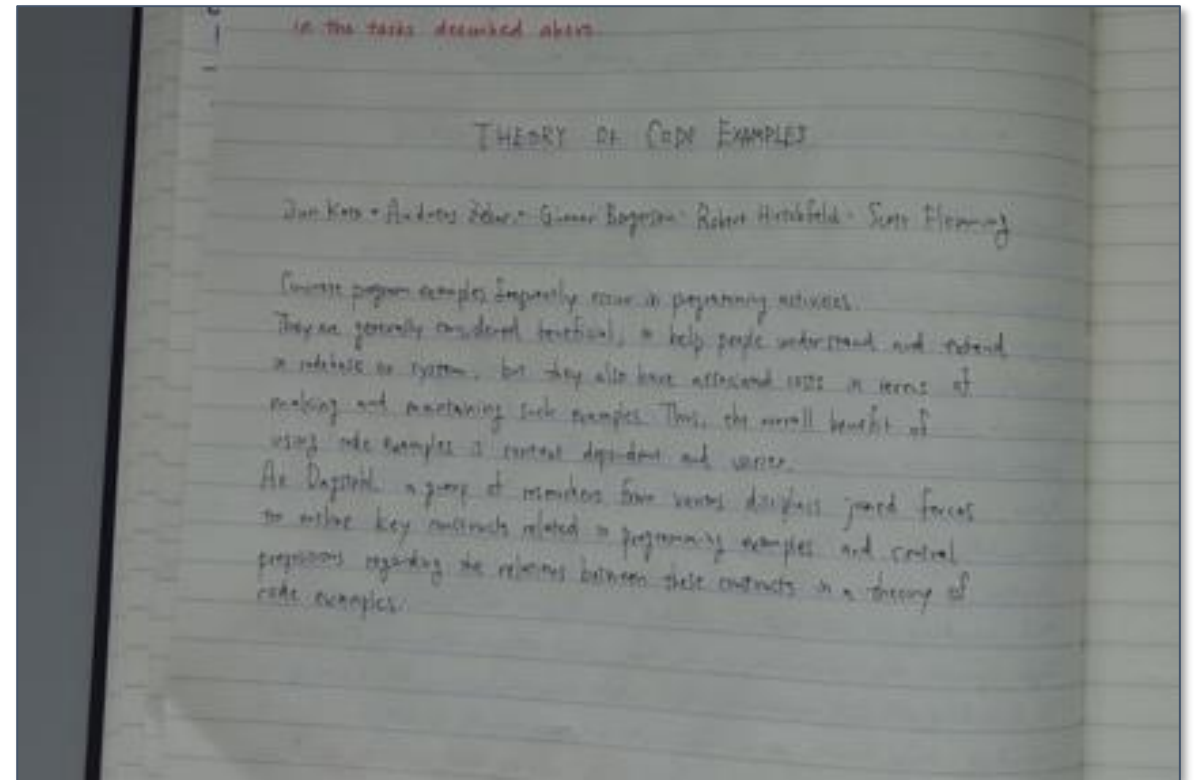 in the tasks described above
THEORY OF CODE EXAMPLES
Jun Kato • Andreas Zeller • Gunnar Bergersen • Robert Hirschfeld • Scott Fleming
Concrete program examples frequently occur in programming activities.
They are generally considered beneficial, to help people understand and extend
a codebase or system, but they also have associated costs in terms of
making and maintaining such examples. Thus, the overall benefit of
using code examples is context dependent and varies.
At Dagstuhl, a group of researchers from various disciplines joined forces
to outline key constructs related to programming examples and central
propositions regarding the relations between these constructs in a theory of
code examples.